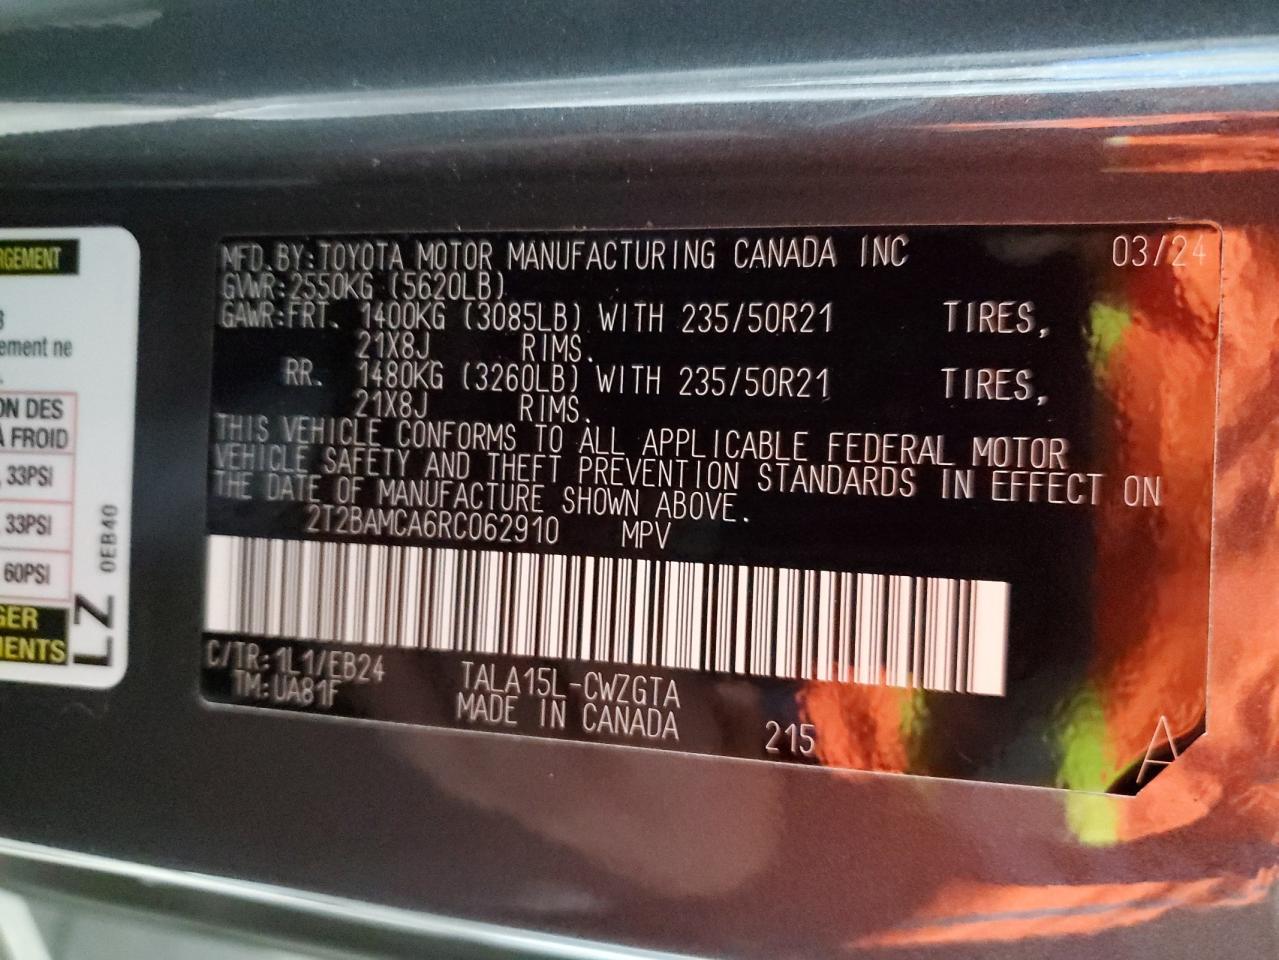 RGEMENT
ement ne
ON DES
A FROID
, 33PSI
, 33PSI
60PSI
GER
MENTS
LZ
0EB40
MFD.BY:TOYOTA MOTOR MANUFACTURING CANADA INC 03/24
GVWR:2550KG (5620LB)
GAWR:FRT. 1400KG (3085LB) WITH 235/50R21 TIRES,
21X8J RIMS.
RR. 1480KG (3260LB) WITH 235/50R21 TIRES,
21X8J RIMS.
THIS VEHICLE CONFORMS TO ALL APPLICABLE FEDERAL MOTOR
VEHICLE SAFETY AND THEFT PREVENTION STANDARDS IN EFFECT ON
THE DATE OF MANUFACTURE SHOWN ABOVE.
2T2BAMCA6RC062910 MPV
C/TR:1L1/EB24 TALA15L-CWZGTA
TM:UA81F MADE IN CANADA 215
A